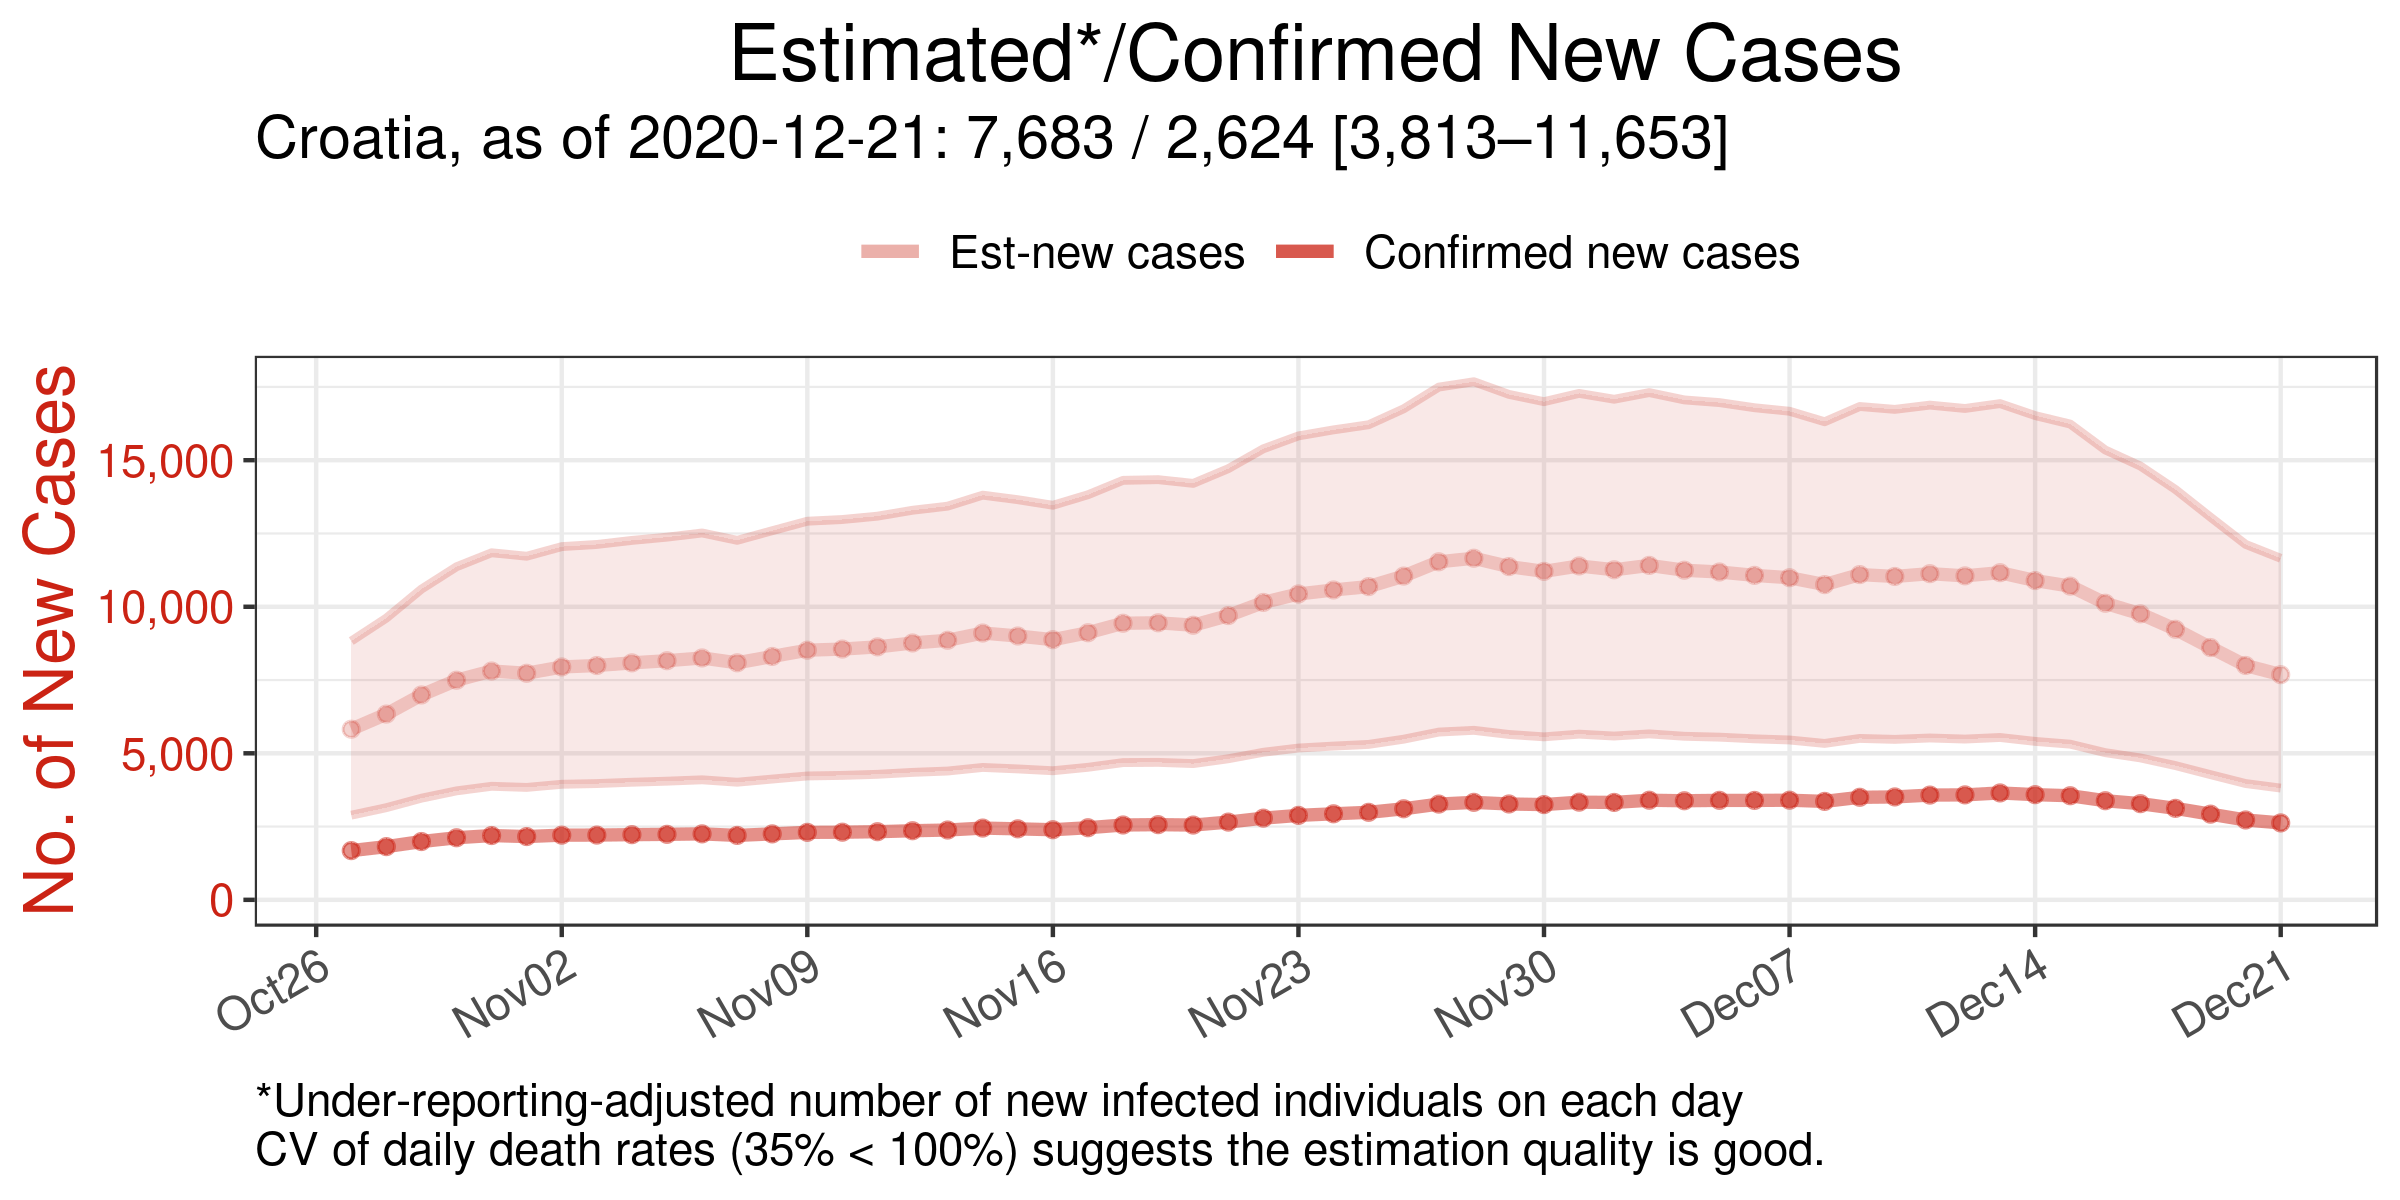 Estimated*/Confirmed New Cases
Croatia, as of 2020-12-21: 7,683 / 2,624 [3,813–11,653]
Est-new cases Confirmed new cases
No. of New Cases
15,000
10,000
5,000
0
Oct26 Nov02 Nov09 Nov16 Nov23 Nov30 Dec07 Dec14 Dec21
*Under-reporting-adjusted number of new infected individuals on each day
CV of daily death rates (35% < 100%) suggests the estimation quality is good.